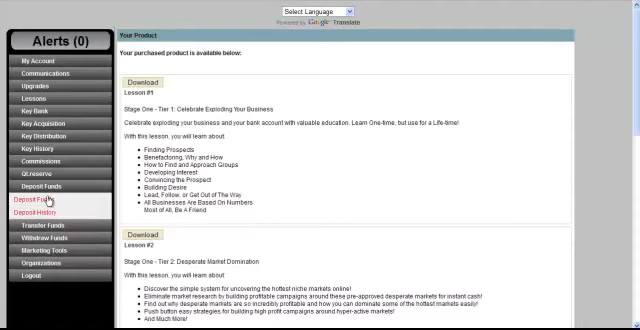 Select Language
Powered by Google Translate
Alerts (0)
My Account
Communications
Upgrades
Lessons
Key Bank
Key Acquisition
Key Distribution
Key History
Commissions
Qt.reserve
Deposit Funds
Deposit Funds
Deposit History
Transfer Funds
Withdraw Funds
Marketing Tools
Organizations
Logout
Your Product
Your purchased product is available below:
Download
Lesson #1
Stage One - Tier 1: Celebrate Exploding Your Business
Celebrate exploding your business and your bank account with valuable education. Learn One-time, but use for a Life-time!
With this lesson, you will learn about:
Finding Prospects
Benefactoring, Why and How
How to Find and Approach Groups
Developing Interest
Convincing the Prospect
Building Desire
Lead, Follow, or Get Out of The Way
All Businesses Are Based On Numbers
Most of All, Be A Friend
Download
Lesson #2
Stage One - Tier 2: Desperate Market Domination
With this lesson, you will learn about:
Discover the simple system for uncovering the hottest niche markets online!
Eliminate market research by building profitable campaigns around these pre-approved desperate markets for instant cash!
Find out why desperate markets are so incredibly profitable and how you can dominate some of the hottest markets easily!
Push button easy strategies for building high profit campaigns around hyper-active markets!
And Much More!